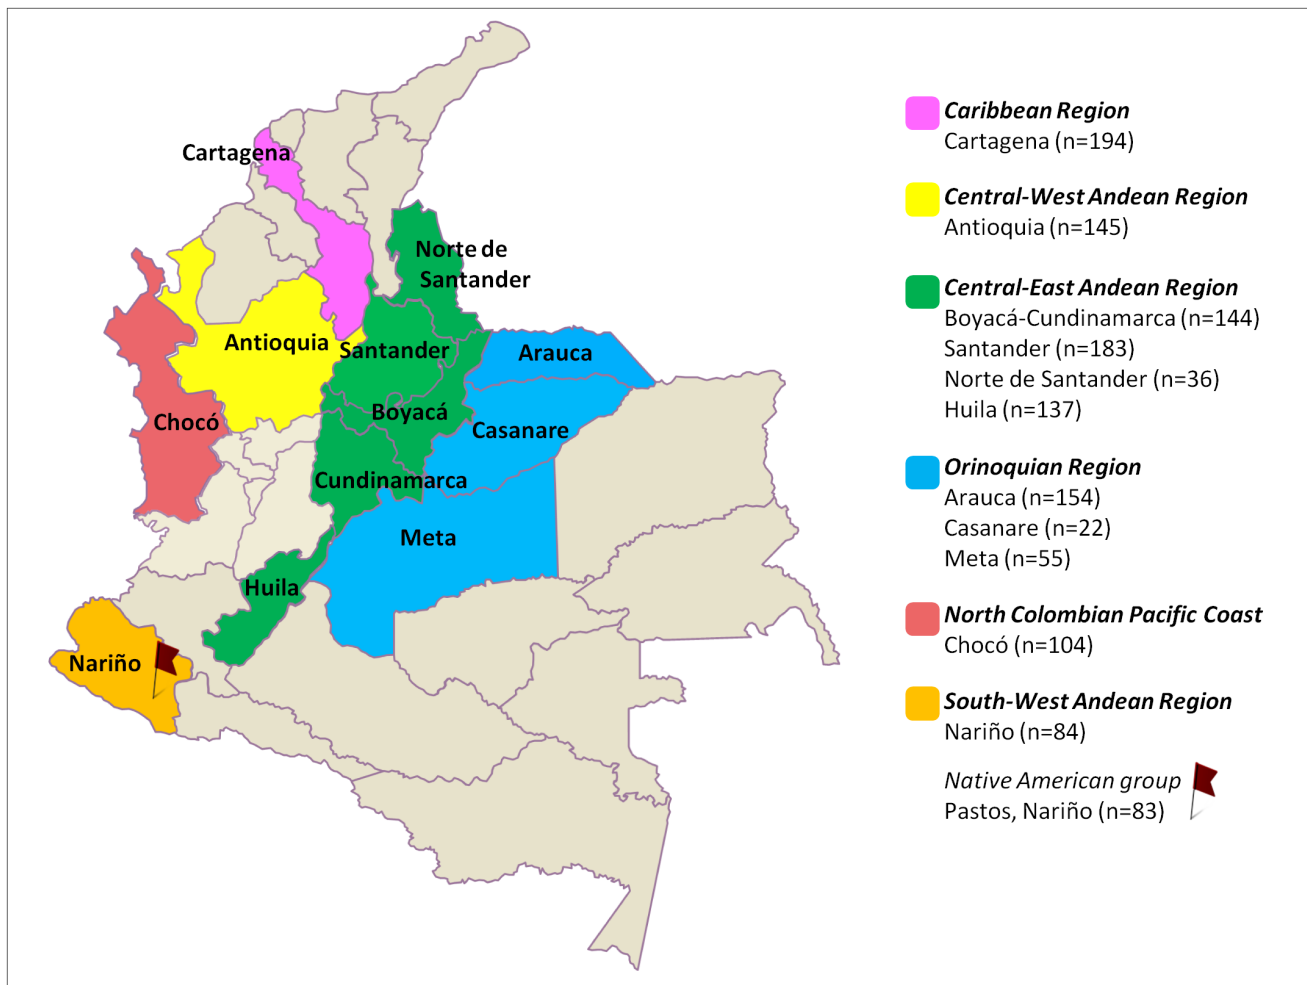 Cartagena
Norte de
Santander
Antioquia
Santander
Arauca
Chocó
Boyacá
Casanare
Cundinamarca
Meta
Huila
Nariño
Caribbean Region
Cartagena (n=194)
Central-West Andean Region
Antioquia (n=145)
Central-East Andean Region
Boyacá-Cundinamarca (n=144)
Santander (n=183)
Norte de Santander (n=36)
Huila (n=137)
Orinoquian Region
Arauca (n=154)
Casanare (n=22)
Meta (n=55)
North Colombian Pacific Coast
Chocó (n=104)
South-West Andean Region
Nariño (n=84)
Native American group
Pastos, Nariño (n=83)